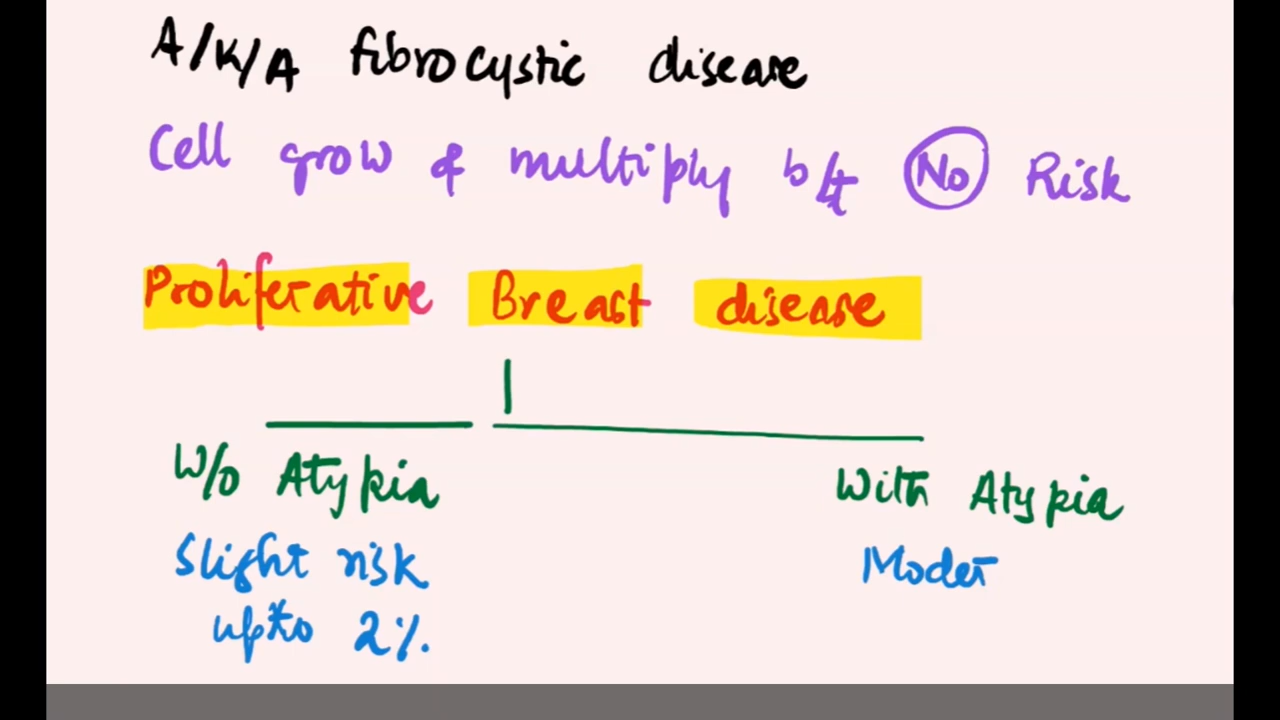 A/K/A fibrocystic disease
Cell grow & multiply b/t No Risk
Proliferative Breast disease
W/o Atypia With Atypia
Slight risk Moder
upto 2%.